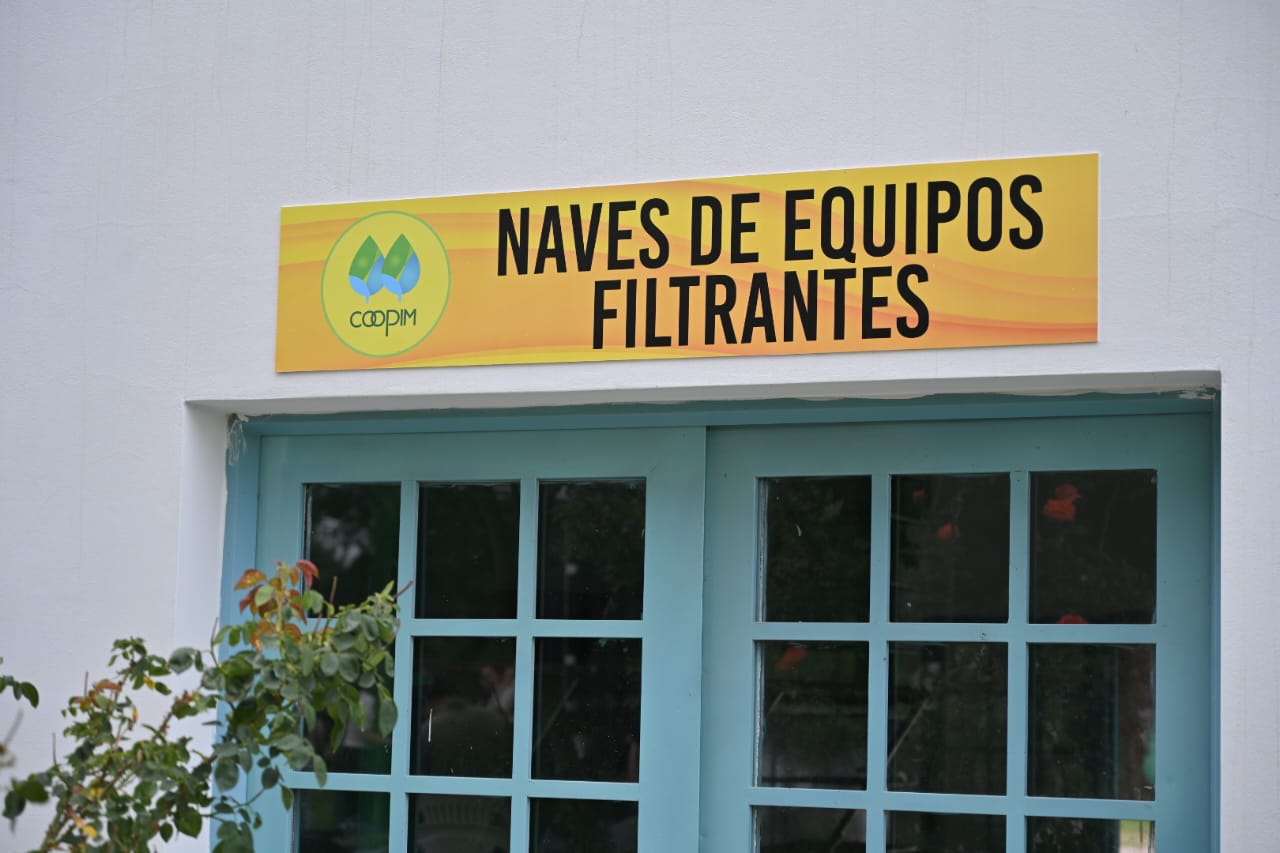 NAVES DE EQUIPOS
FILTRANTES
COOPIM